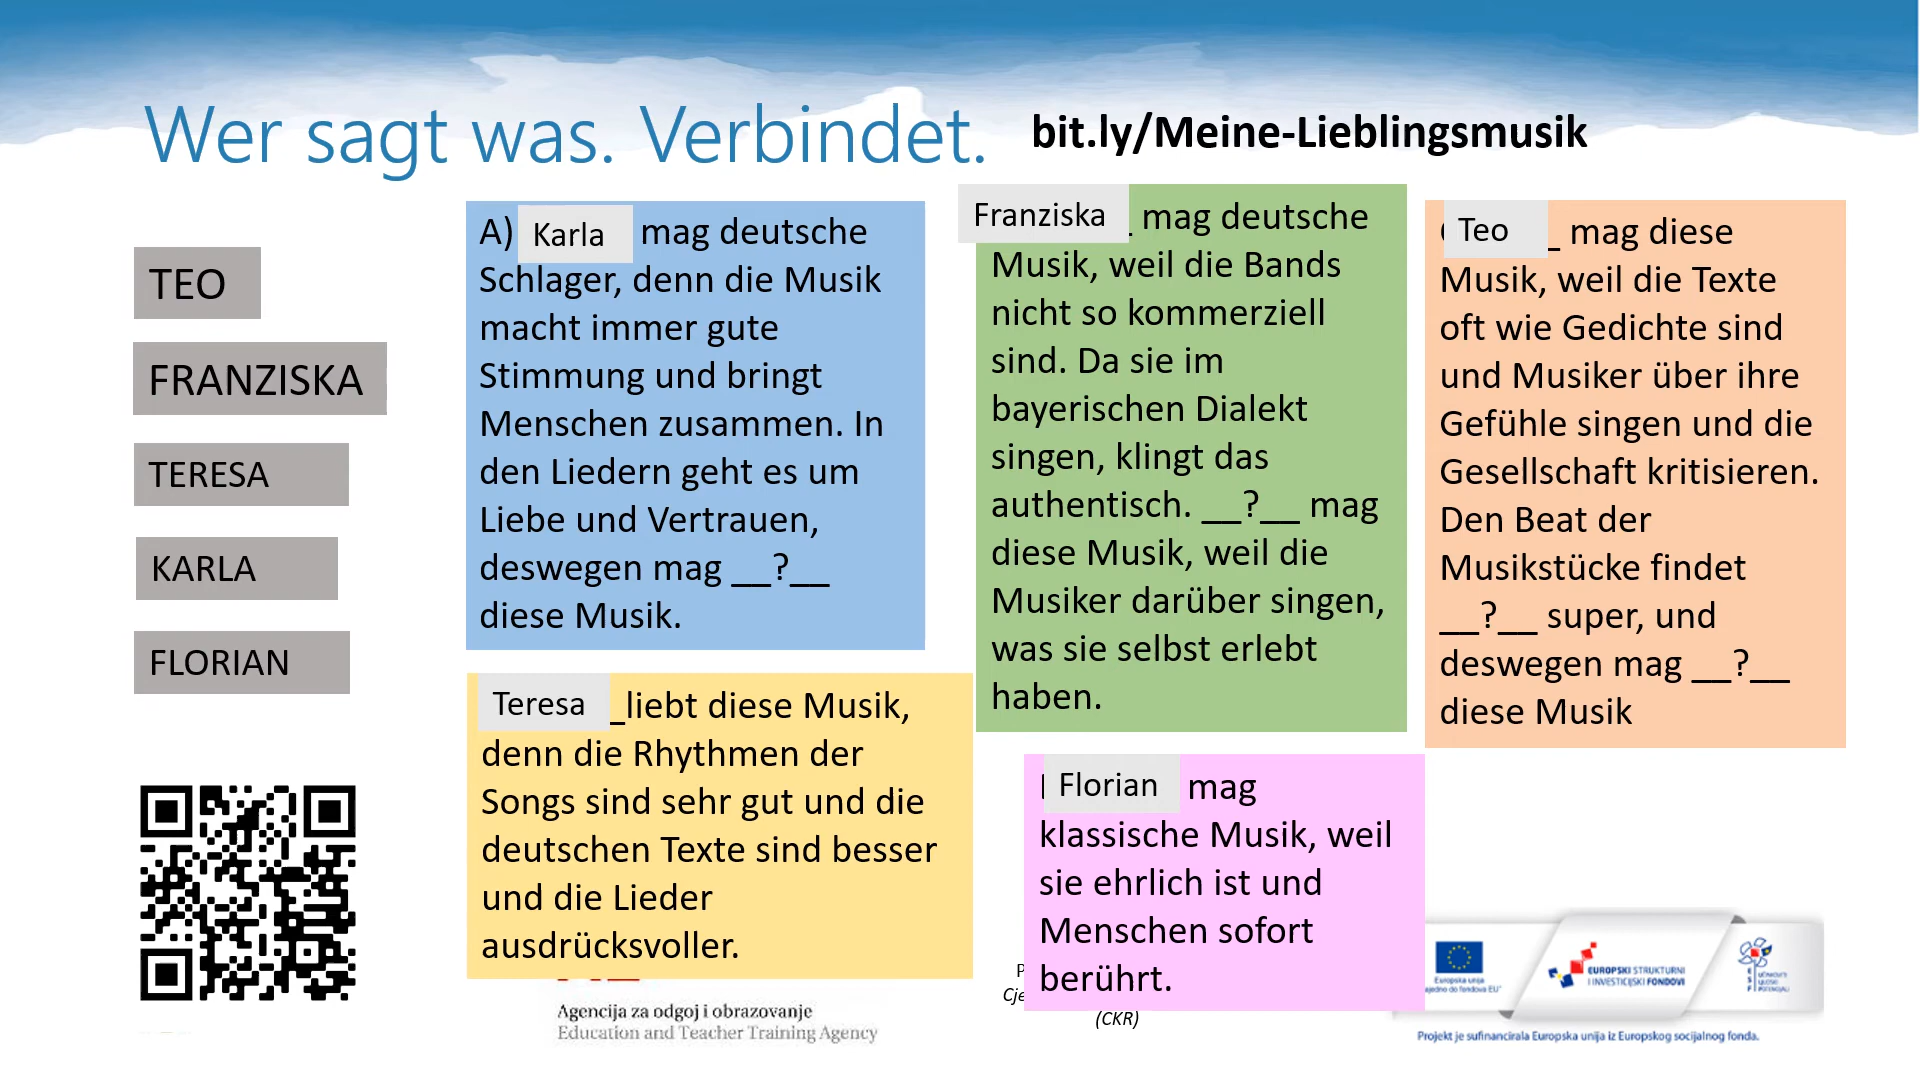 Wer sagt was. Verbindet.
bit.ly/Meine-Lieblingsmusik
TEO
FRANZISKA
TERESA
KARLA
FLORIAN
A) Karla mag deutsche
Schlager, denn die Musik
macht immer gute
Stimmung und bringt
Menschen zusammen. In
den Liedern geht es um
Liebe und Vertrauen,
deswegen mag __?__
diese Musik.
Teresa _liebt diese Musik,
denn die Rhythmen der
Songs sind sehr gut und die
deutschen Texte sind besser
und die Lieder
ausdrücksvoller.
Franziska _ mag deutsche
Musik, weil die Bands
nicht so kommerziell
sind. Da sie im
bayerischen Dialekt
singen, klingt das
authentisch. __?__ mag
diese Musik, weil die
Musiker darüber singen,
was sie selbst erlebt
haben.
Florian mag
klassische Musik, weil
sie ehrlich ist und
Menschen sofort
berührt.
Teo _ mag diese
Musik, weil die Texte
oft wie Gedichte sind
und Musiker über ihre
Gefühle singen und die
Gesellschaft kritisieren.
Den Beat der
Musikstücke findet
__?__ super, und
deswegen mag __?__
diese Musik
Agencija za odgoj i obrazovanje
Education and Teacher Training Agency
(CKR)
Europska unija
EUROPSKI STRUKTURNI
I INVESTICIJSKI FONDOVI
Projekt je sufinancirala Europska unija iz Europskog socijalnog fonda.